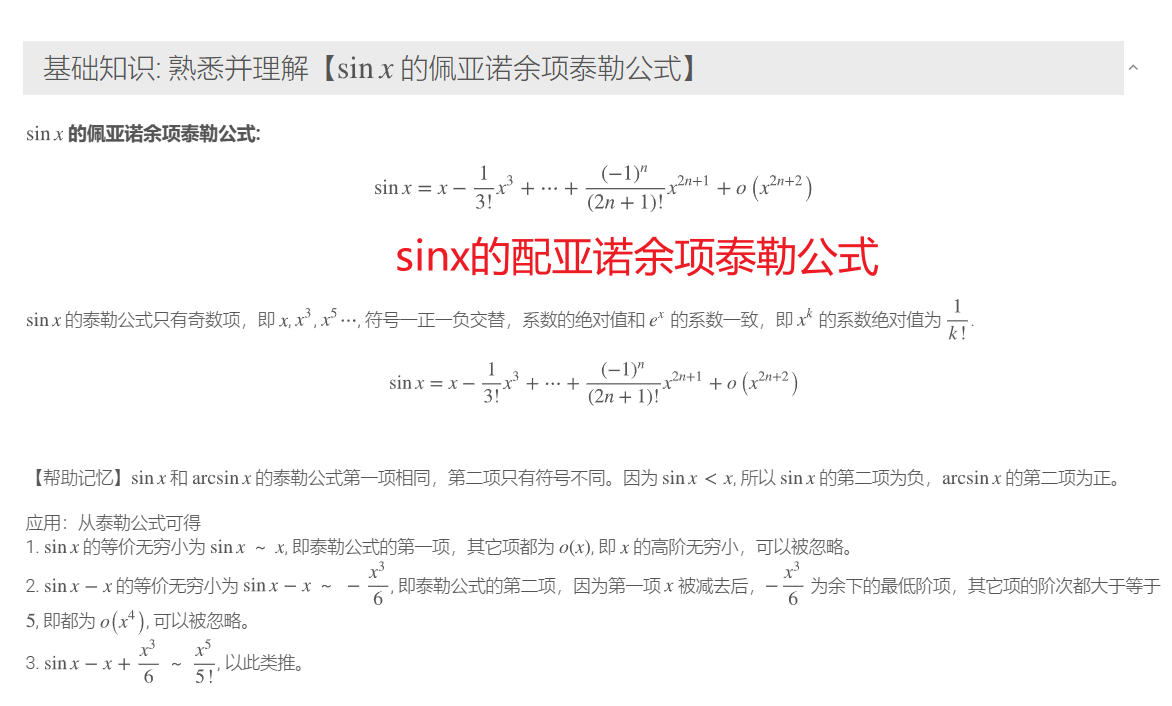 基础知识: 熟悉并理解【sin x 的佩亚诺余项泰勒公式】
sin x 的佩亚诺余项泰勒公式:
sin x = x − \frac{1}{3!}x^3 + ⋯ + \frac{(−1)^n}{(2n + 1)!}x^{2n+1} + o(x^{2n+2})
sinx的配亚诺余项泰勒公式
sin x 的泰勒公式只有奇数项，即 x, x^3, x^5 ⋯, 符号一正一负交替，系数的绝对值和 e^x 的系数一致，即 x^k 的系数绝对值为 \frac{1}{k!}.
sin x = x − \frac{1}{3!}x^3 + ⋯ + \frac{(−1)^n}{(2n + 1)!}x^{2n+1} + o(x^{2n+2})
【帮助记忆】sin x 和 arcsin x 的泰勒公式第一项相同，第二项只有符号不同。因为 sin x < x, 所以 sin x 的第二项为负，arcsin x 的第二项为正。
应用：从泰勒公式可得
1. sin x 的等价无穷小为 sin x ~ x, 即泰勒公式的第一项，其它项都为 o(x), 即 x 的高阶无穷小，可以被忽略。
2. sin x − x 的等价无穷小为 sin x − x ~ −\frac{x^3}{6}, 即泰勒公式的第二项，因为第一项 x 被减去后，−\frac{x^3}{6} 为余下的最低阶项，其它项的阶次都大于等于
5, 即都为 o(x^4), 可以被忽略。
3. sin x − x + \frac{x^3}{6} ~ \frac{x^5}{5!}, 以此类推。